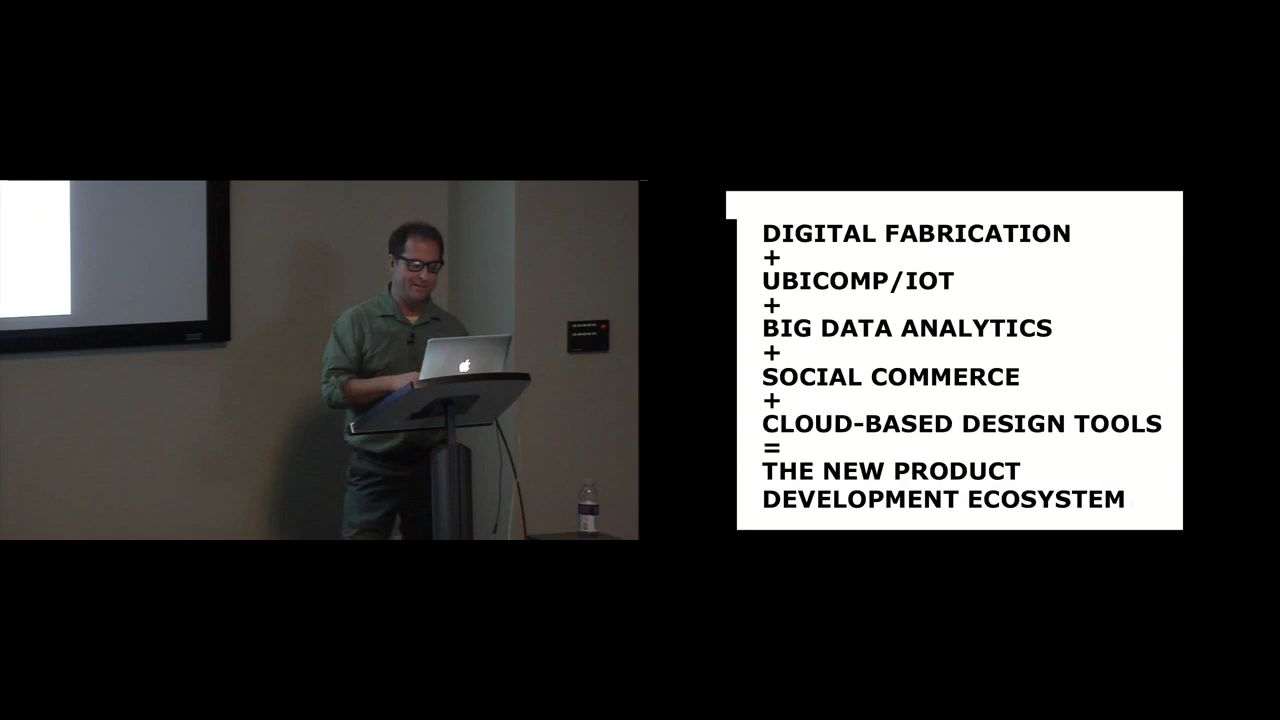 DIGITAL FABRICATION
+
UBICOMP/IOT
+
BIG DATA ANALYTICS
+
SOCIAL COMMERCE
+
CLOUD-BASED DESIGN TOOLS
=
THE NEW PRODUCT
DEVELOPMENT ECOSYSTEM